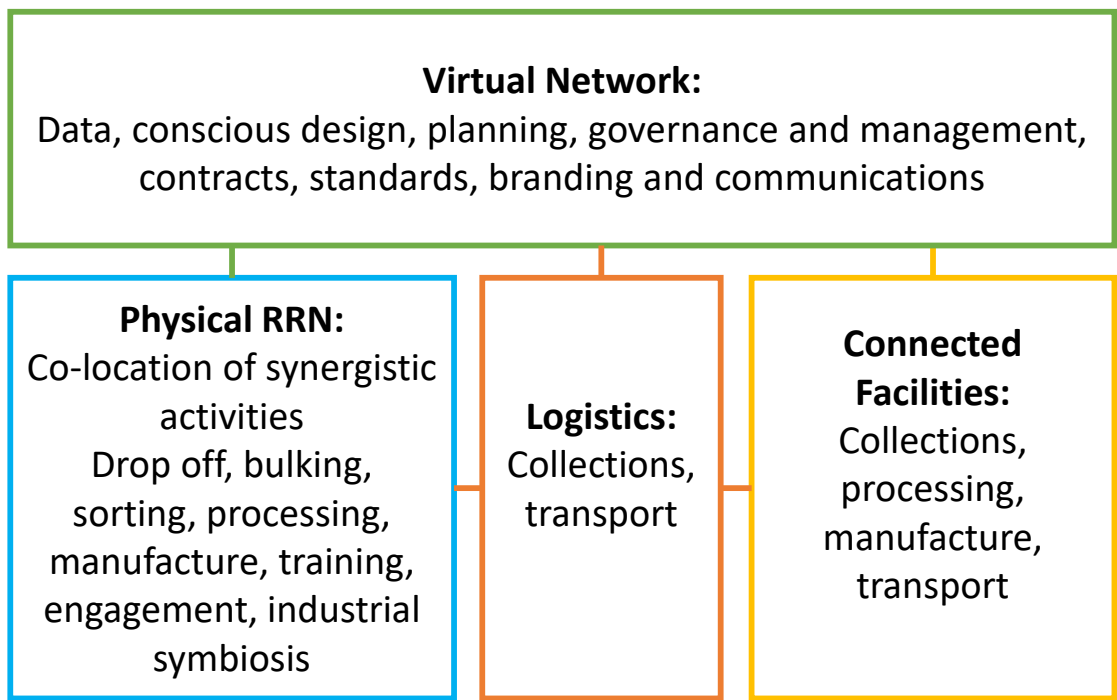 Virtual Network:
Data, conscious design, planning, governance and management,
contracts, standards, branding and communications
Physical RRN:
Co-location of synergistic
activities
Drop off, bulking,
sorting, processing,
manufacture, training,
engagement, industrial
symbiosis
Logistics:
Collections,
transport
Connected
Facilities:
Collections,
processing,
manufacture,
transport